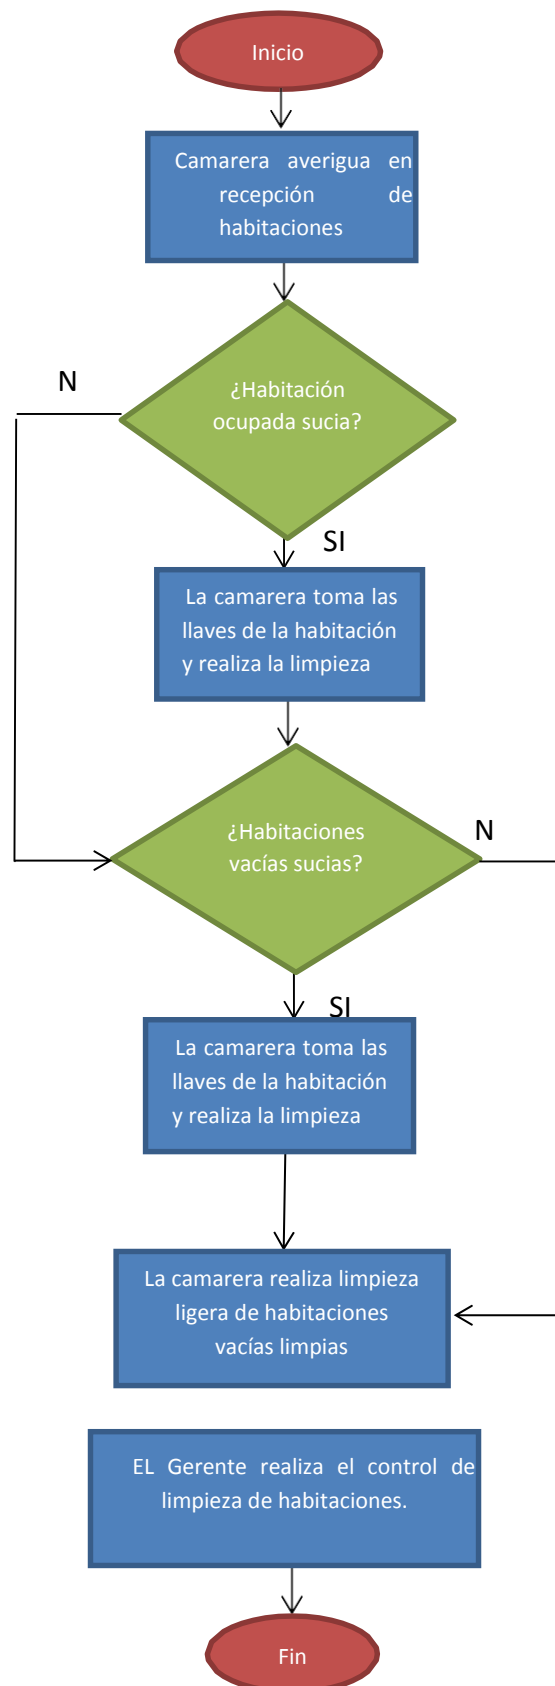 Inicio
Camarera averigua en
recepción de
habitaciones
N
¿Habitación
ocupada sucia?
SI
La camarera toma las
llaves de la habitación
y realiza la limpieza
¿Habitaciones
vacías sucias?
N
SI
La camarera toma las
llaves de la habitación
y realiza la limpieza
La camarera realiza limpieza
ligera de habitaciones
vacías limpias
EL Gerente realiza el control de
limpieza de habitaciones.
Fin